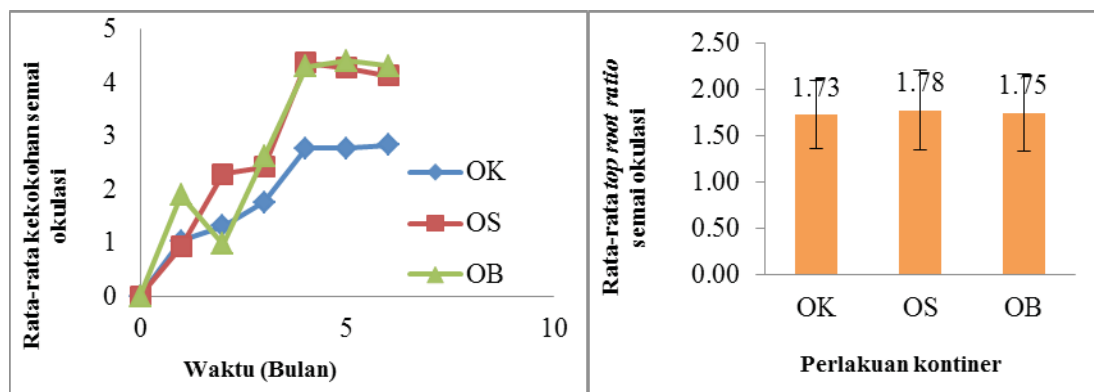 Rata-rata kekokohan semai
okulasi
5
4
3
2
1
0
0
5
10
Waktu (Bulan)
OK
OS
OB
Rata-rata top root ratio
semai okulasi
2.50
2.00
1.50
1.00
0.50
0.00
1.73
1.78
1.75
OK
OS
OB
Perlakuan kontiner